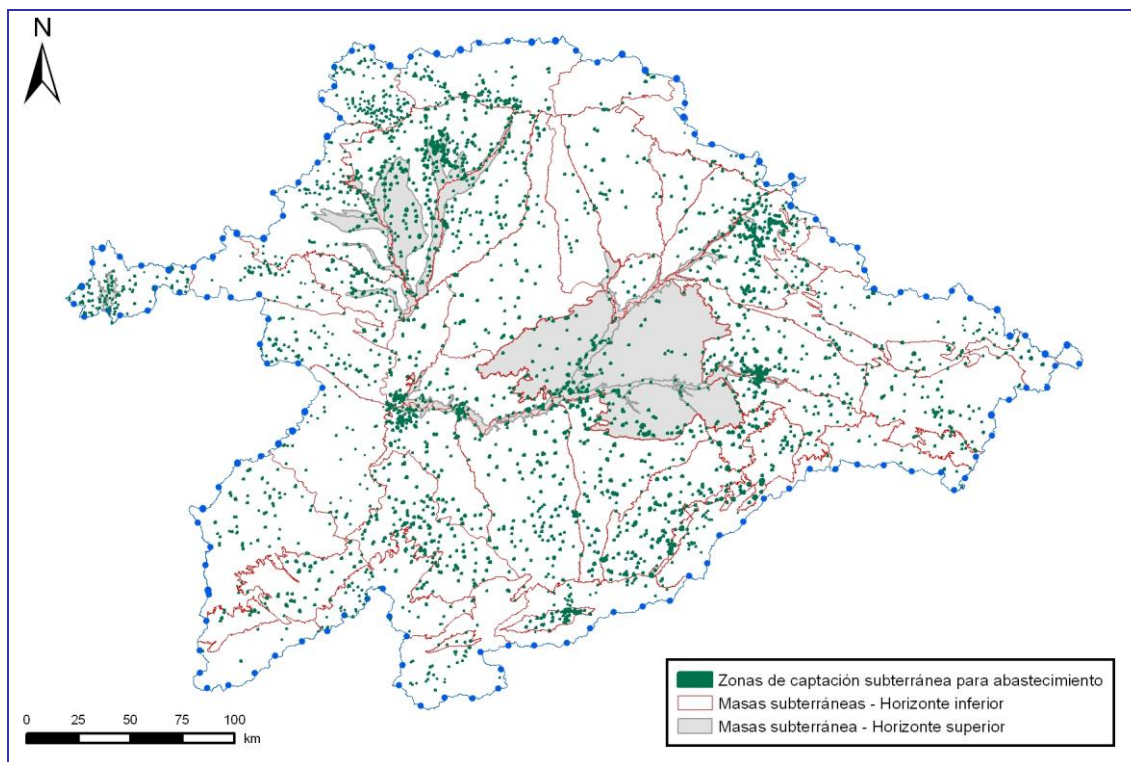 N
Zonas de captación subterránea para abastecimiento
Masas subterráneas - Horizonte inferior
Masas subterránea - Horizonte superior
0 25 50 75 100
km